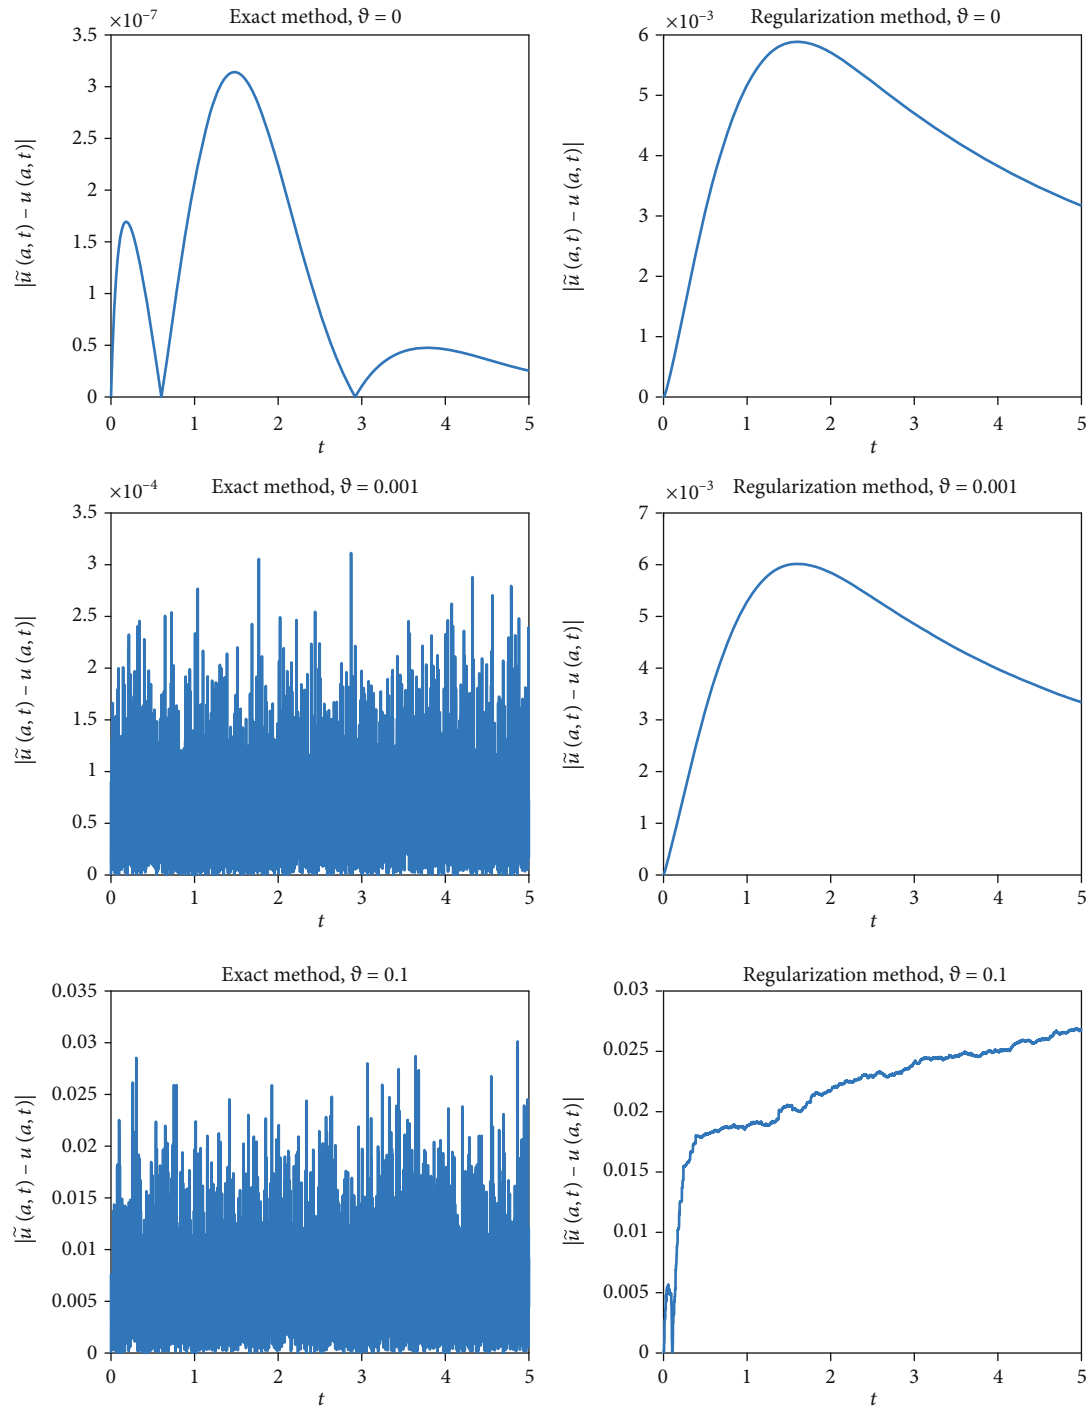 Exact method, ϑ = 0
×10⁻⁷
3.5
3
2.5
2
1.5
1
0.5
0
0 1 2 3 4 5
t
|ũ (a, t) – u (a, t)|
Regularization method, ϑ = 0
×10⁻³
6
5
4
3
2
1
0
0 1 2 3 4 5
t
|ũ (a, t) – u (a, t)|
Exact method, ϑ = 0.001
×10⁻⁴
3.5
3
2.5
2
1.5
1
0.5
0
0 1 2 3 4 5
t
|ũ (a, t) – u (a, t)|
Regularization method, ϑ = 0.001
×10⁻³
7
6
5
4
3
2
1
0
0 1 2 3 4 5
t
|ũ (a, t) – u (a, t)|
Exact method, ϑ = 0.1
0.035
0.03
0.025
0.02
0.015
0.01
0.005
0
0 1 2 3 4 5
t
|ũ (a, t) – u (a, t)|
Regularization method, ϑ = 0.1
0.03
0.025
0.02
0.015
0.01
0.005
0
0 1 2 3 4 5
t
|ũ (a, t) – u (a, t)|